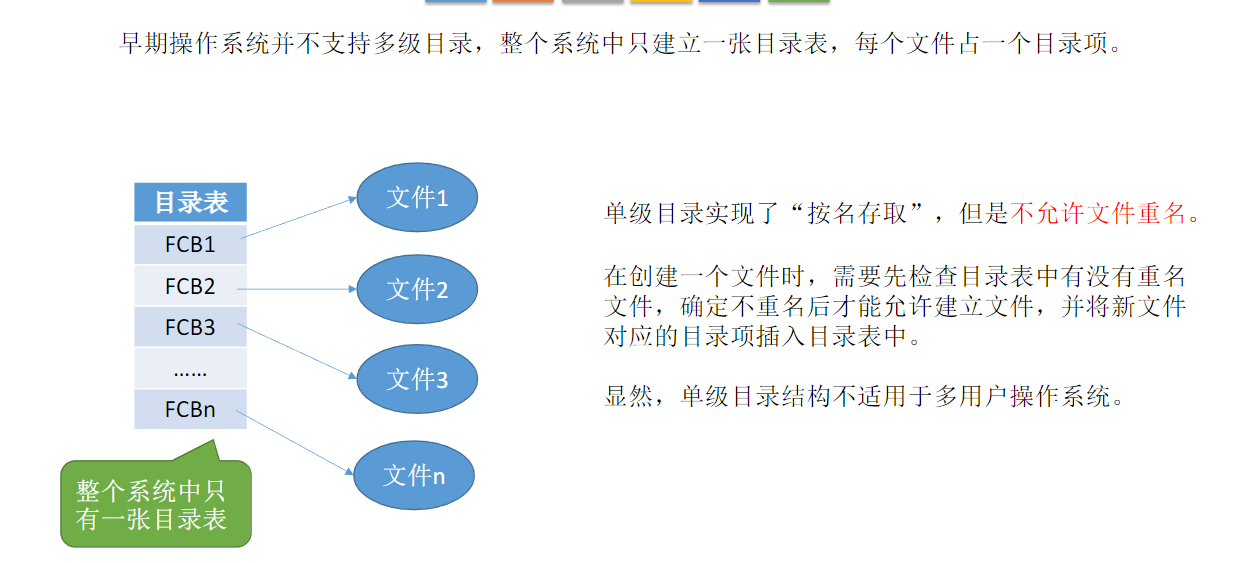 早期操作系统并不支持多级目录，整个系统中只建立一张目录表，每个文件占一个目录项。
目录表
FCB1
FCB2
FCB3
……
FCBn
文件1
文件2
文件3
文件n
整个系统中只
有一张目录表
单级目录实现了“按名存取”，但是不允许文件重名。
在创建一个文件时，需要先检查目录表中有没有重名
文件，确定不重名后才能允许建立文件，并将新文件
对应的目录项插入目录表中。
显然，单级目录结构不适用于多用户操作系统。